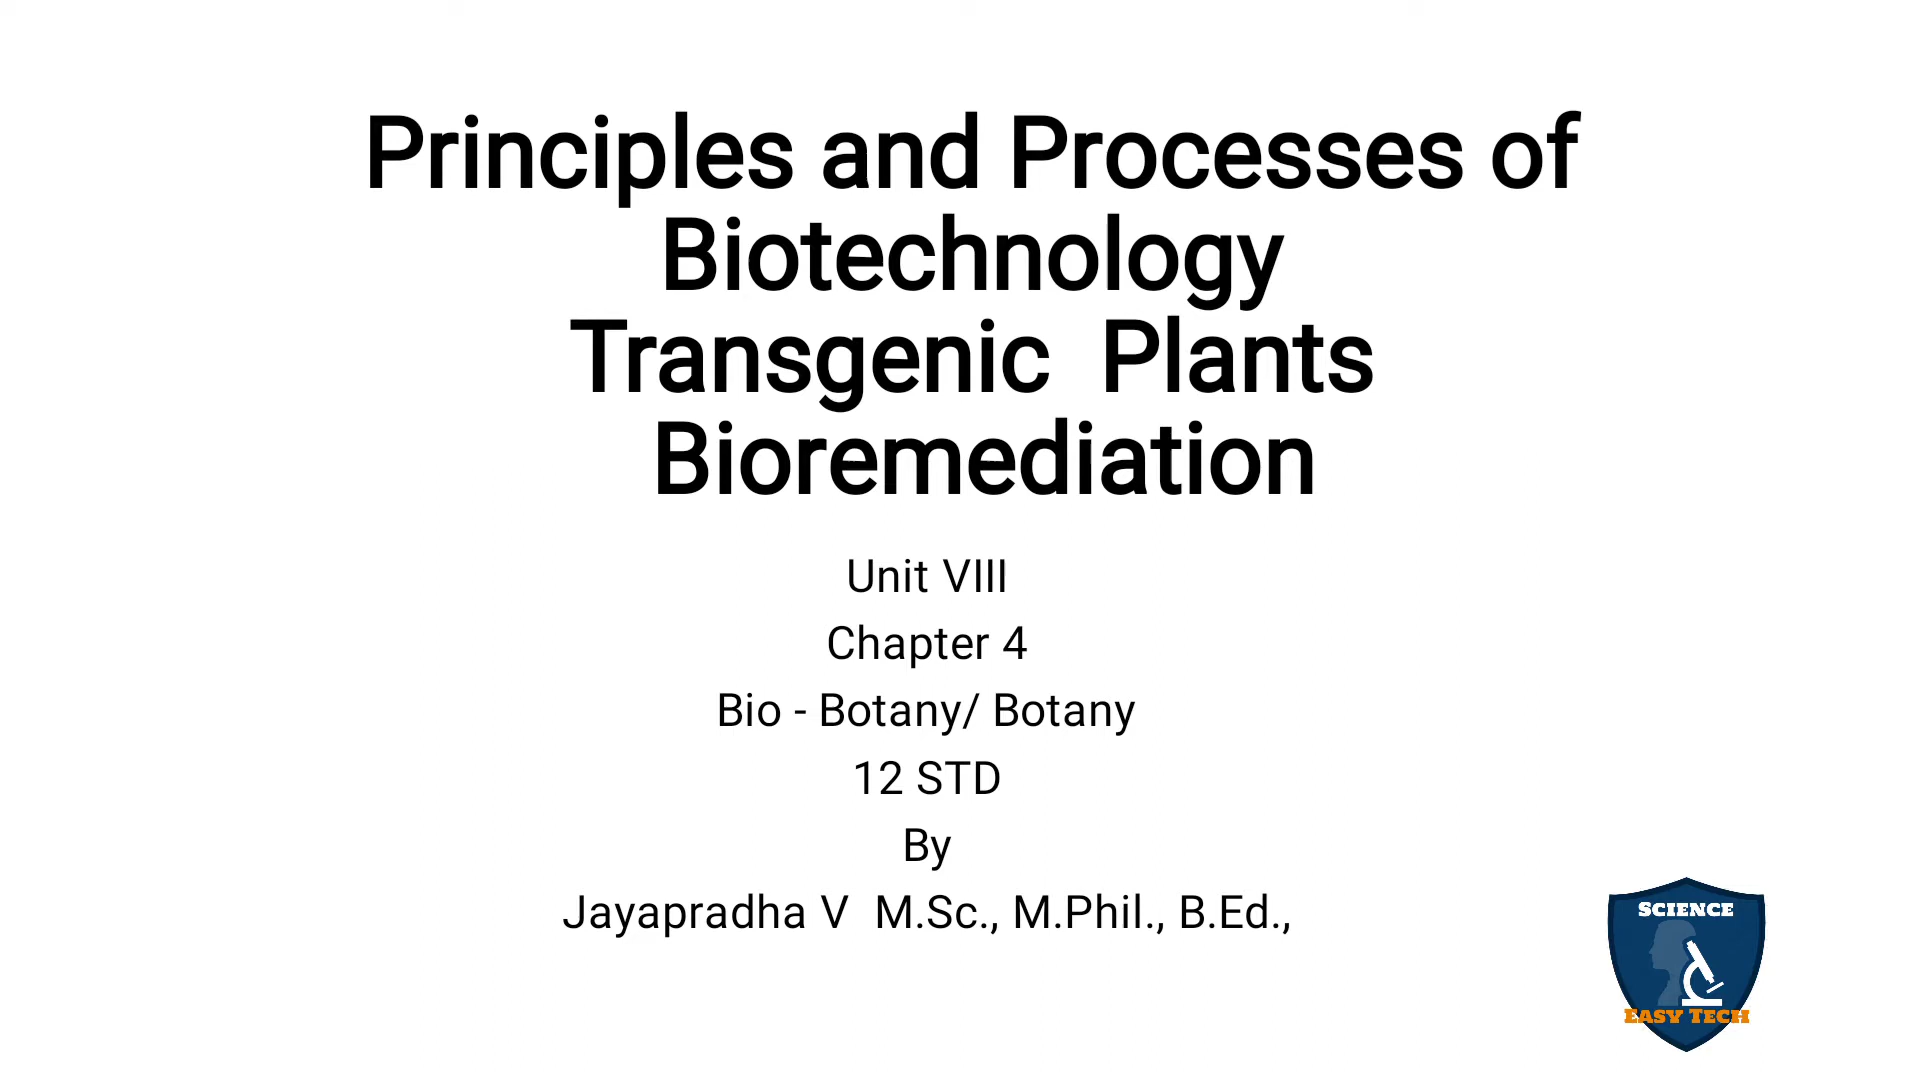 Principles and Processes of
Biotechnology
Transgenic Plants
Bioremediation
Unit VIII
Chapter 4
Bio - Botany/ Botany
12 STD
By
Jayapradha V M.Sc., M.Phil., B.Ed.,
SCIENCE
EASY TECH